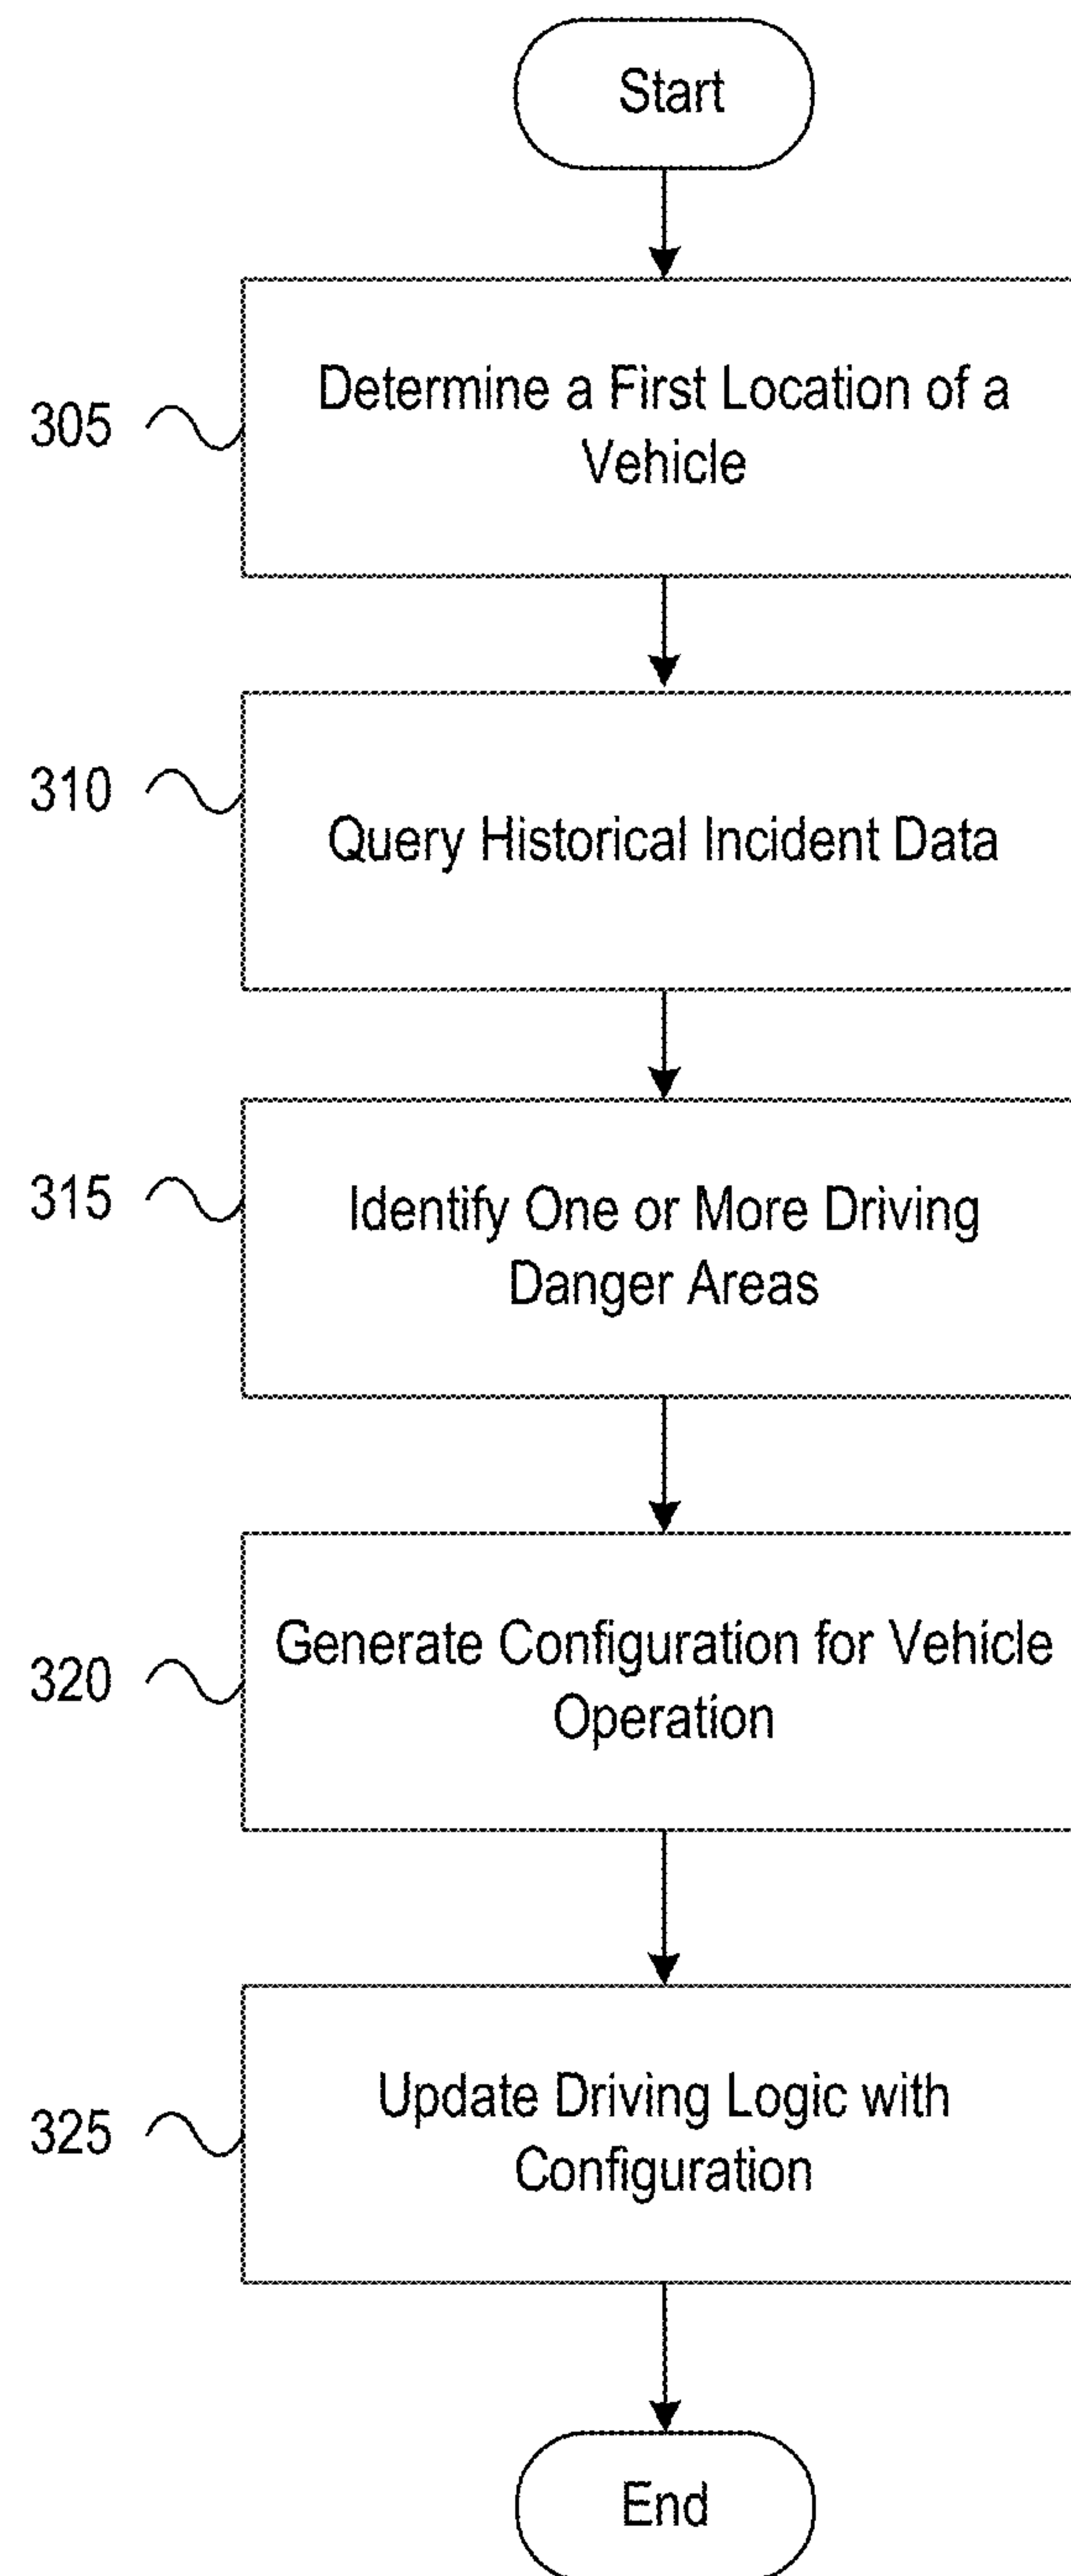 Start
305
Determine a First Location of a
Vehicle
310
Query Historical Incident Data
315
Identify One or More Driving
Danger Areas
320
Generate Configuration for Vehicle
Operation
325
Update Driving Logic with
Configuration
End